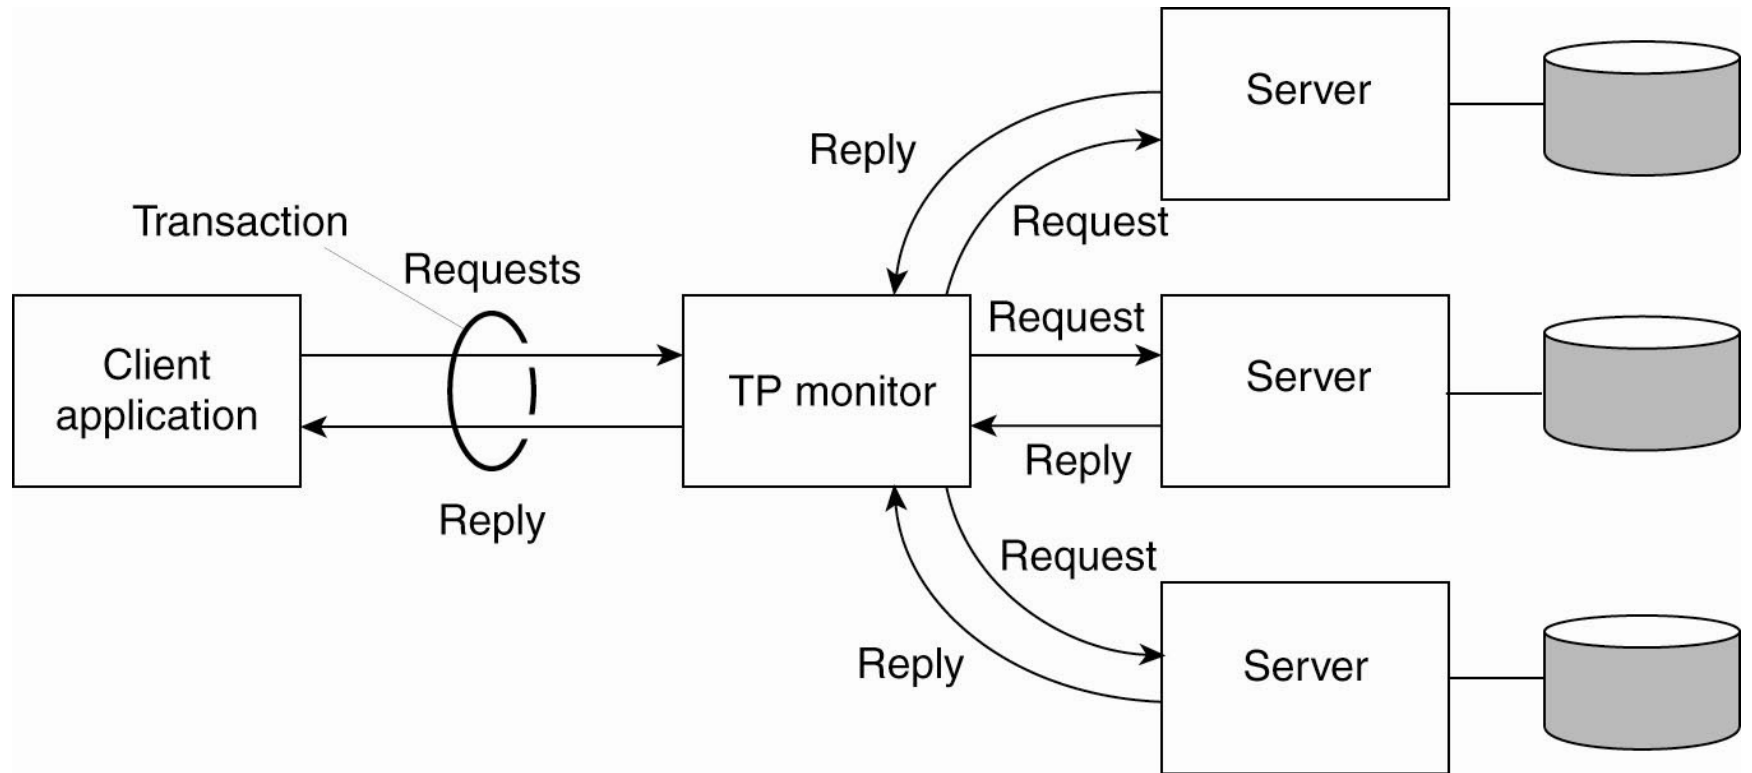 Server
Reply
Request
Transaction
Requests
Client
application
TP monitor
Request
Server
Reply
Reply
Request
Reply
Server